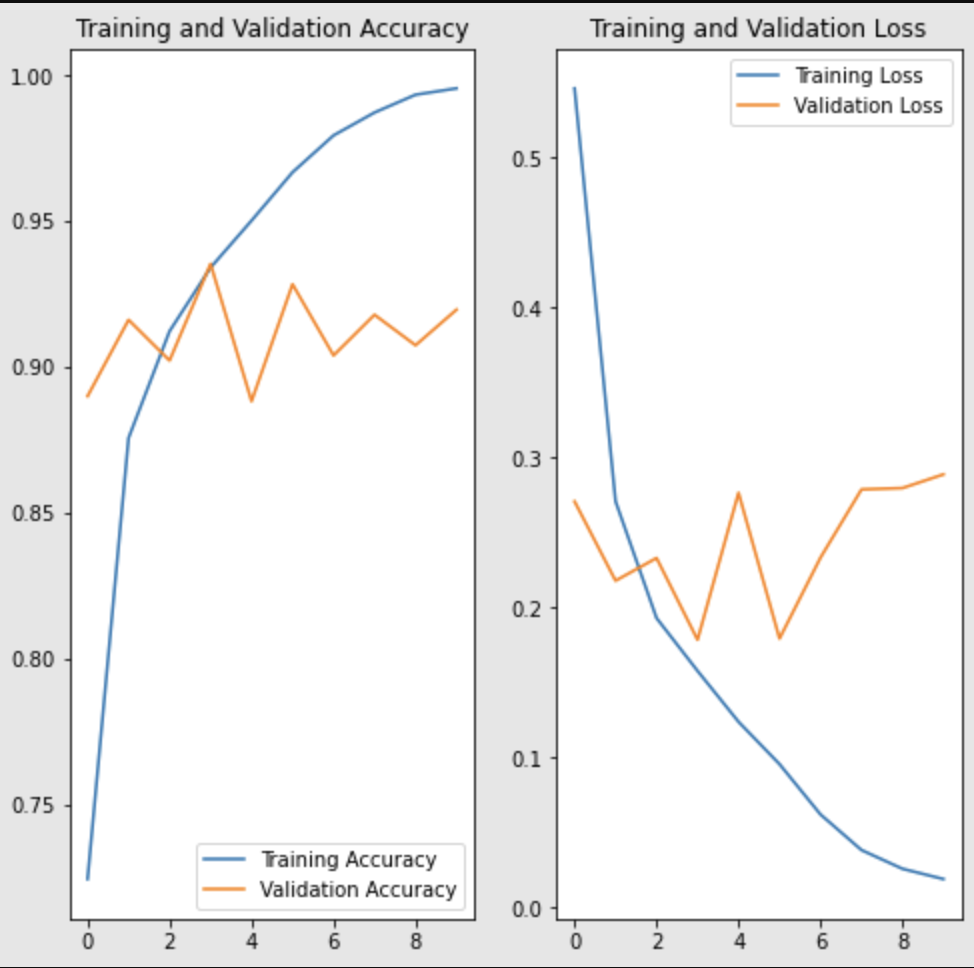 Training and Validation Accuracy
1.00
0.95
0.90
0.85
0.80
0.75
Training Accuracy
Validation Accuracy
0 2 4 6 8
Training and Validation Loss
Training Loss
Validation Loss
0.5
0.4
0.3
0.2
0.1
0.0
0 2 4 6 8